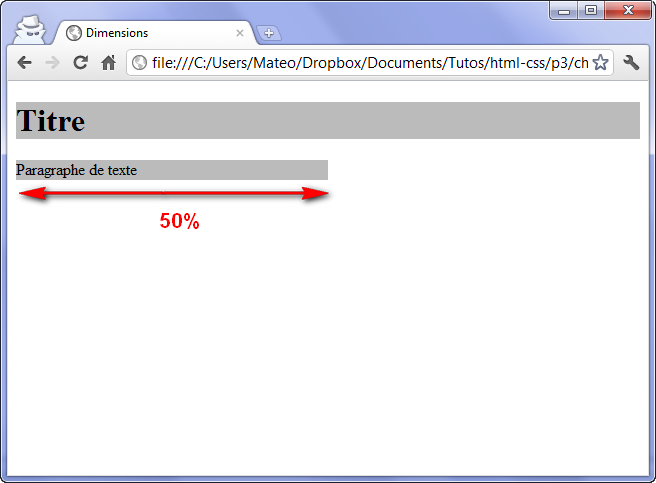 Dimensions
file:///C:/Users/Mateo/Dropbox/Documents/Tutos/html-css/p3/ch
Titre
Paragraphe de texte
50%